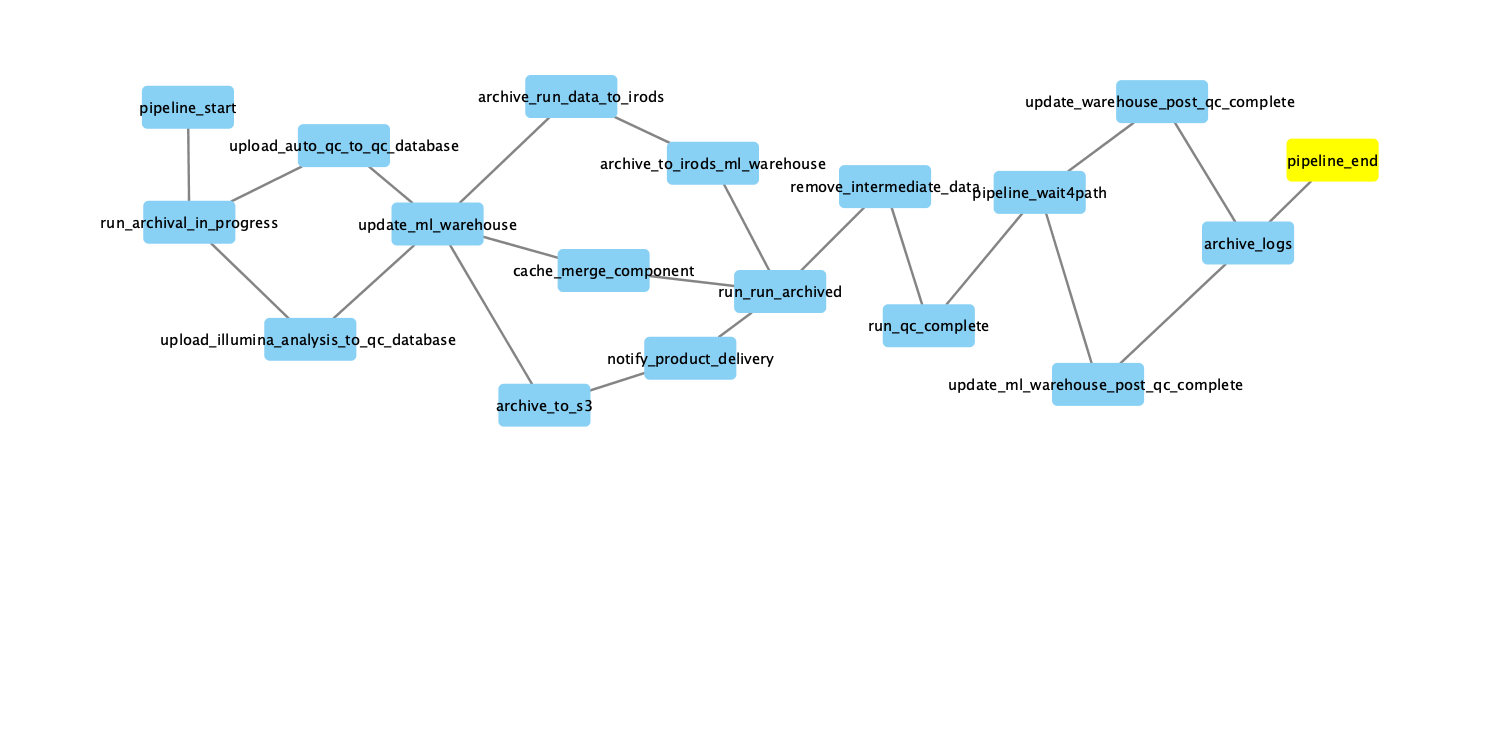 pipeline_start
run_archival_in_progress
upload_auto_qc_to_qc_database
upload_illumina_analysis_to_qc_database
update_ml_warehouse
archive_run_data_to_irods
archive_to_irods_ml_warehouse
cache_merge_component
archive_to_s3
notify_product_delivery
run_run_archived
remove_intermediate_data
run_qc_complete
pipeline_wait4path
update_warehouse_post_qc_complete
update_ml_warehouse_post_qc_complete
archive_logs
pipeline_end